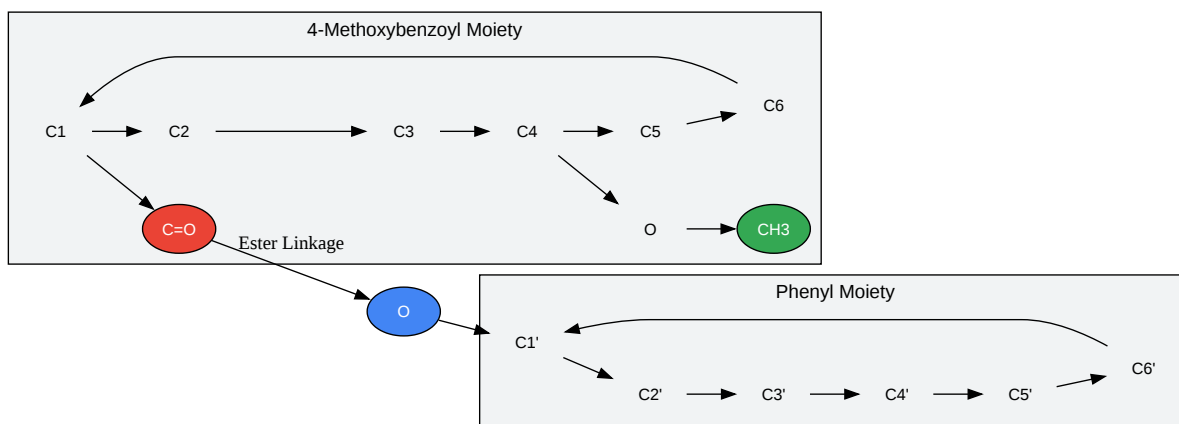 4-Methoxybenzoyl Moiety
C6
C1 C2 C3 C4 C5
C=O O CH3
Ester Linkage
O
Phenyl Moiety
C1'
C6'
C2' C3' C4' C5'